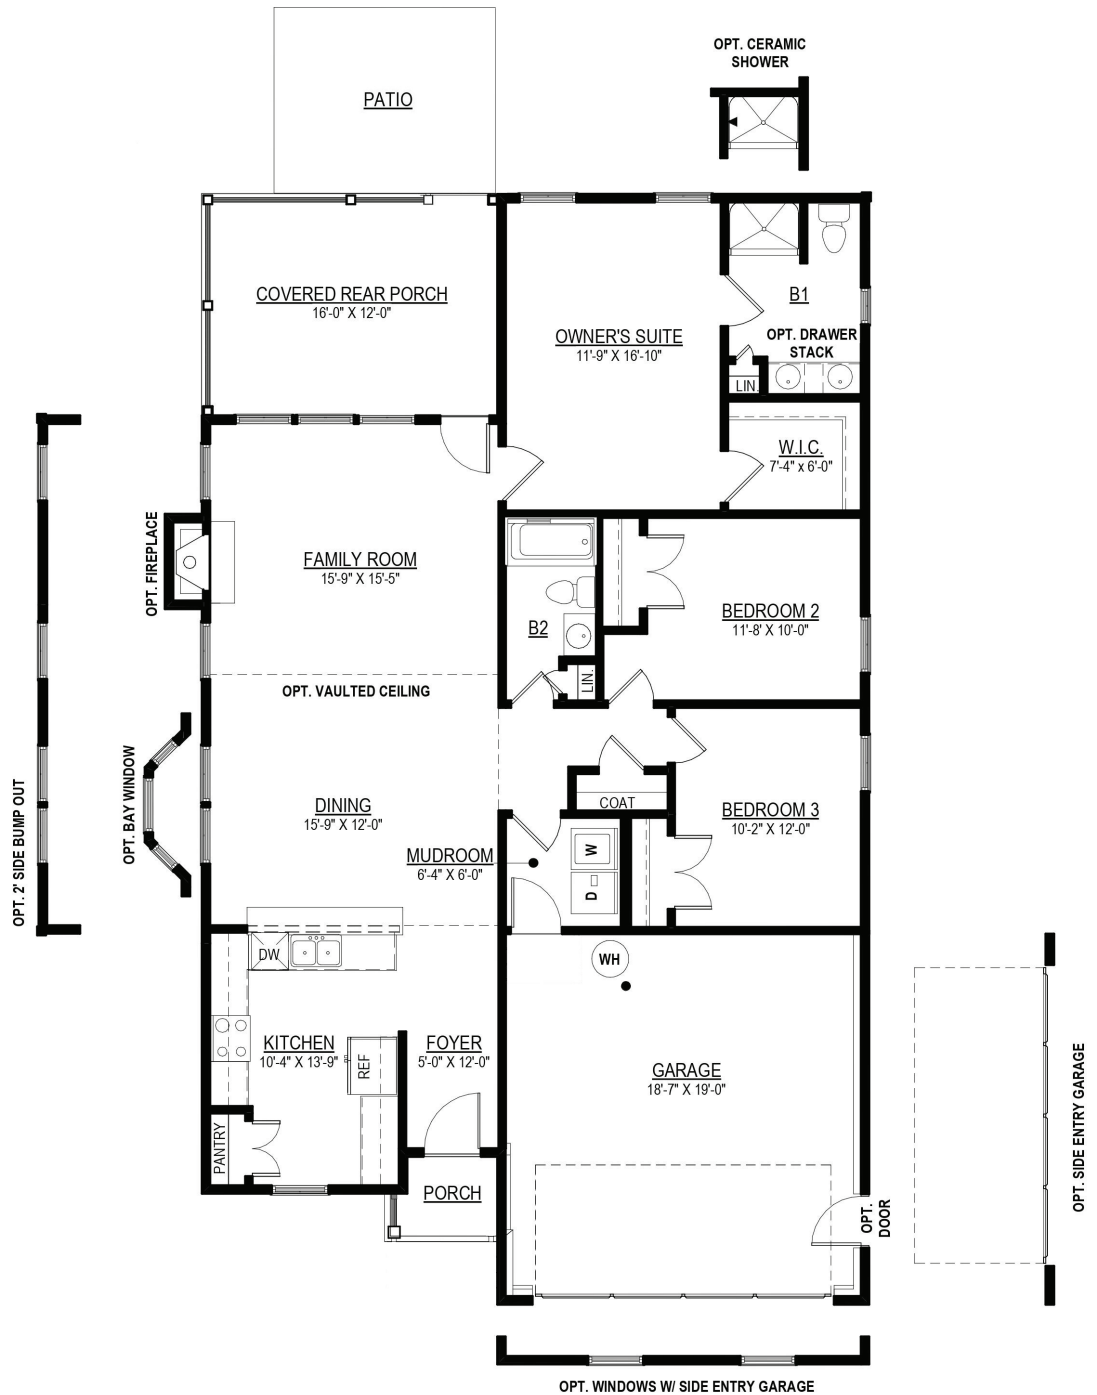 OPT. CERAMIC
SHOWER
PATIO
COVERED REAR PORCH
16'-0" X 12'-0"
OWNER'S SUITE
11'-9" X 16'-10"
B1
OPT. DRAWER
STACK
LIN.
W.I.C.
7'-4" x 6'-0"
OPT. FIREPLACE
FAMILY ROOM
15'-9" X 15'-5"
B2
LIN.
BEDROOM 2
11'-8' X 10'-0"
OPT. VAULTED CEILING
OPT. 2' SIDE BUMP OUT
OPT. BAY WINDOW
DINING
15'-9" X 12'-0"
COAT
BEDROOM 3
10'-2" X 12'-0"
MUDROOM
6'-4" X 6'-0"
W
D
DW
WH
KITCHEN
10'-4" X 13'-9"
REF
FOYER
5'-0" X 12'-0"
GARAGE
18'-7" X 19'-0"
PANTRY
PORCH
OPT.
DOOR
OPT. SIDE ENTRY GARAGE
OPT. WINDOWS W/ SIDE ENTRY GARAGE